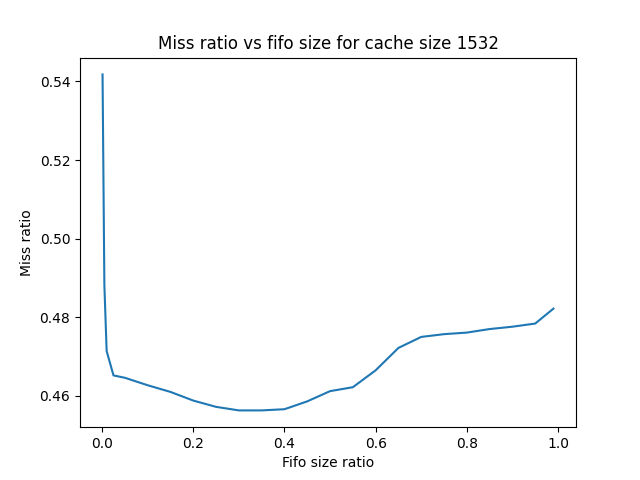 Miss ratio vs fifo size for cache size 1532
0.54
0.52
0.50
0.48
0.46
Miss ratio
0.0 0.2 0.4 0.6 0.8 1.0
Fifo size ratio